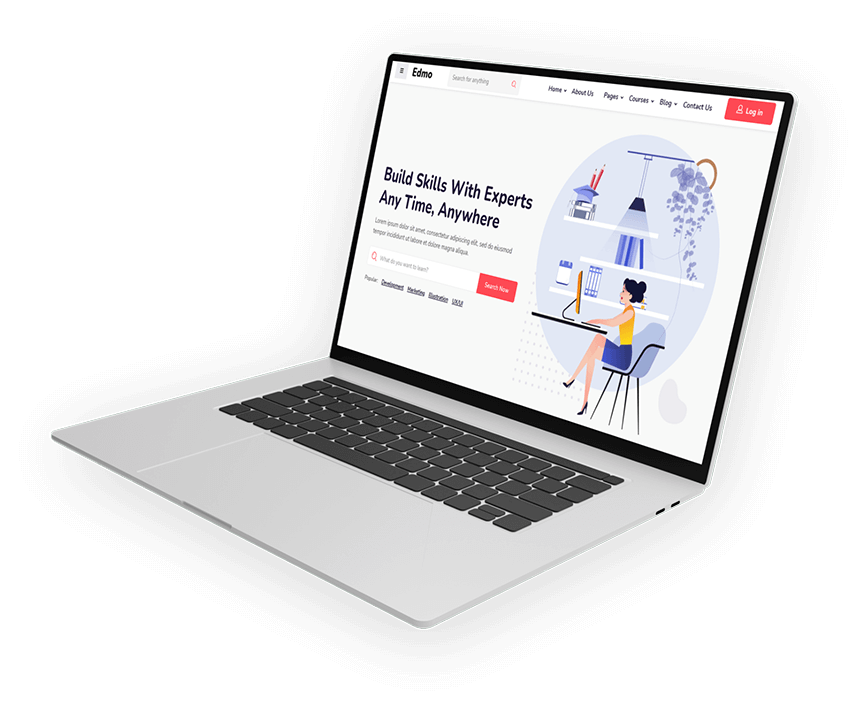 Edmo
Search for anything
Home
About Us
Pages
Courses
Blog
Contact Us
Log in
Build Skills With Experts
Any Time, Anywhere
Lorem ipsum dolor sit amet, consectetur adipiscing elit, sed do eiusmod
tempor incididunt ut labore et dolore magna aliqua.
What do you want to learn?
Search Now
Popular: Development Marketing Illustration UX/UI